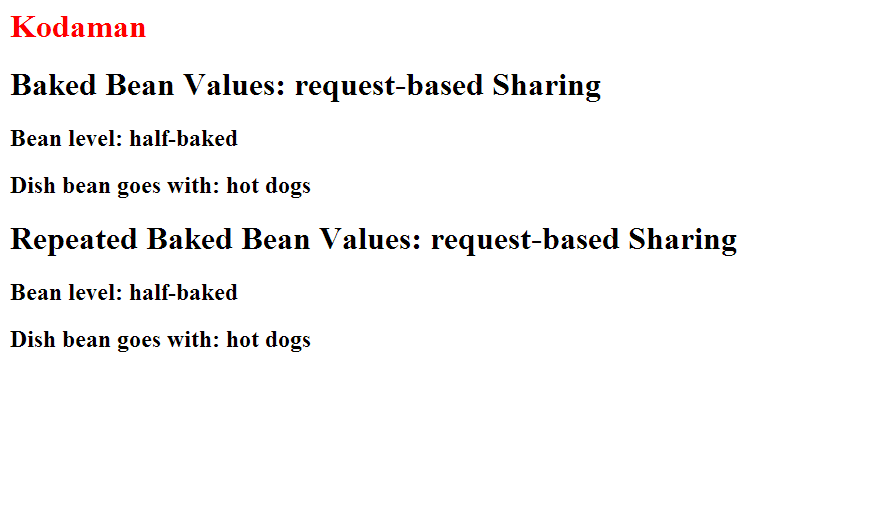 Kodaman
Baked Bean Values: request-based Sharing
Bean level: half-baked
Dish bean goes with: hot dogs
Repeated Baked Bean Values: request-based Sharing
Bean level: half-baked
Dish bean goes with: hot dogs